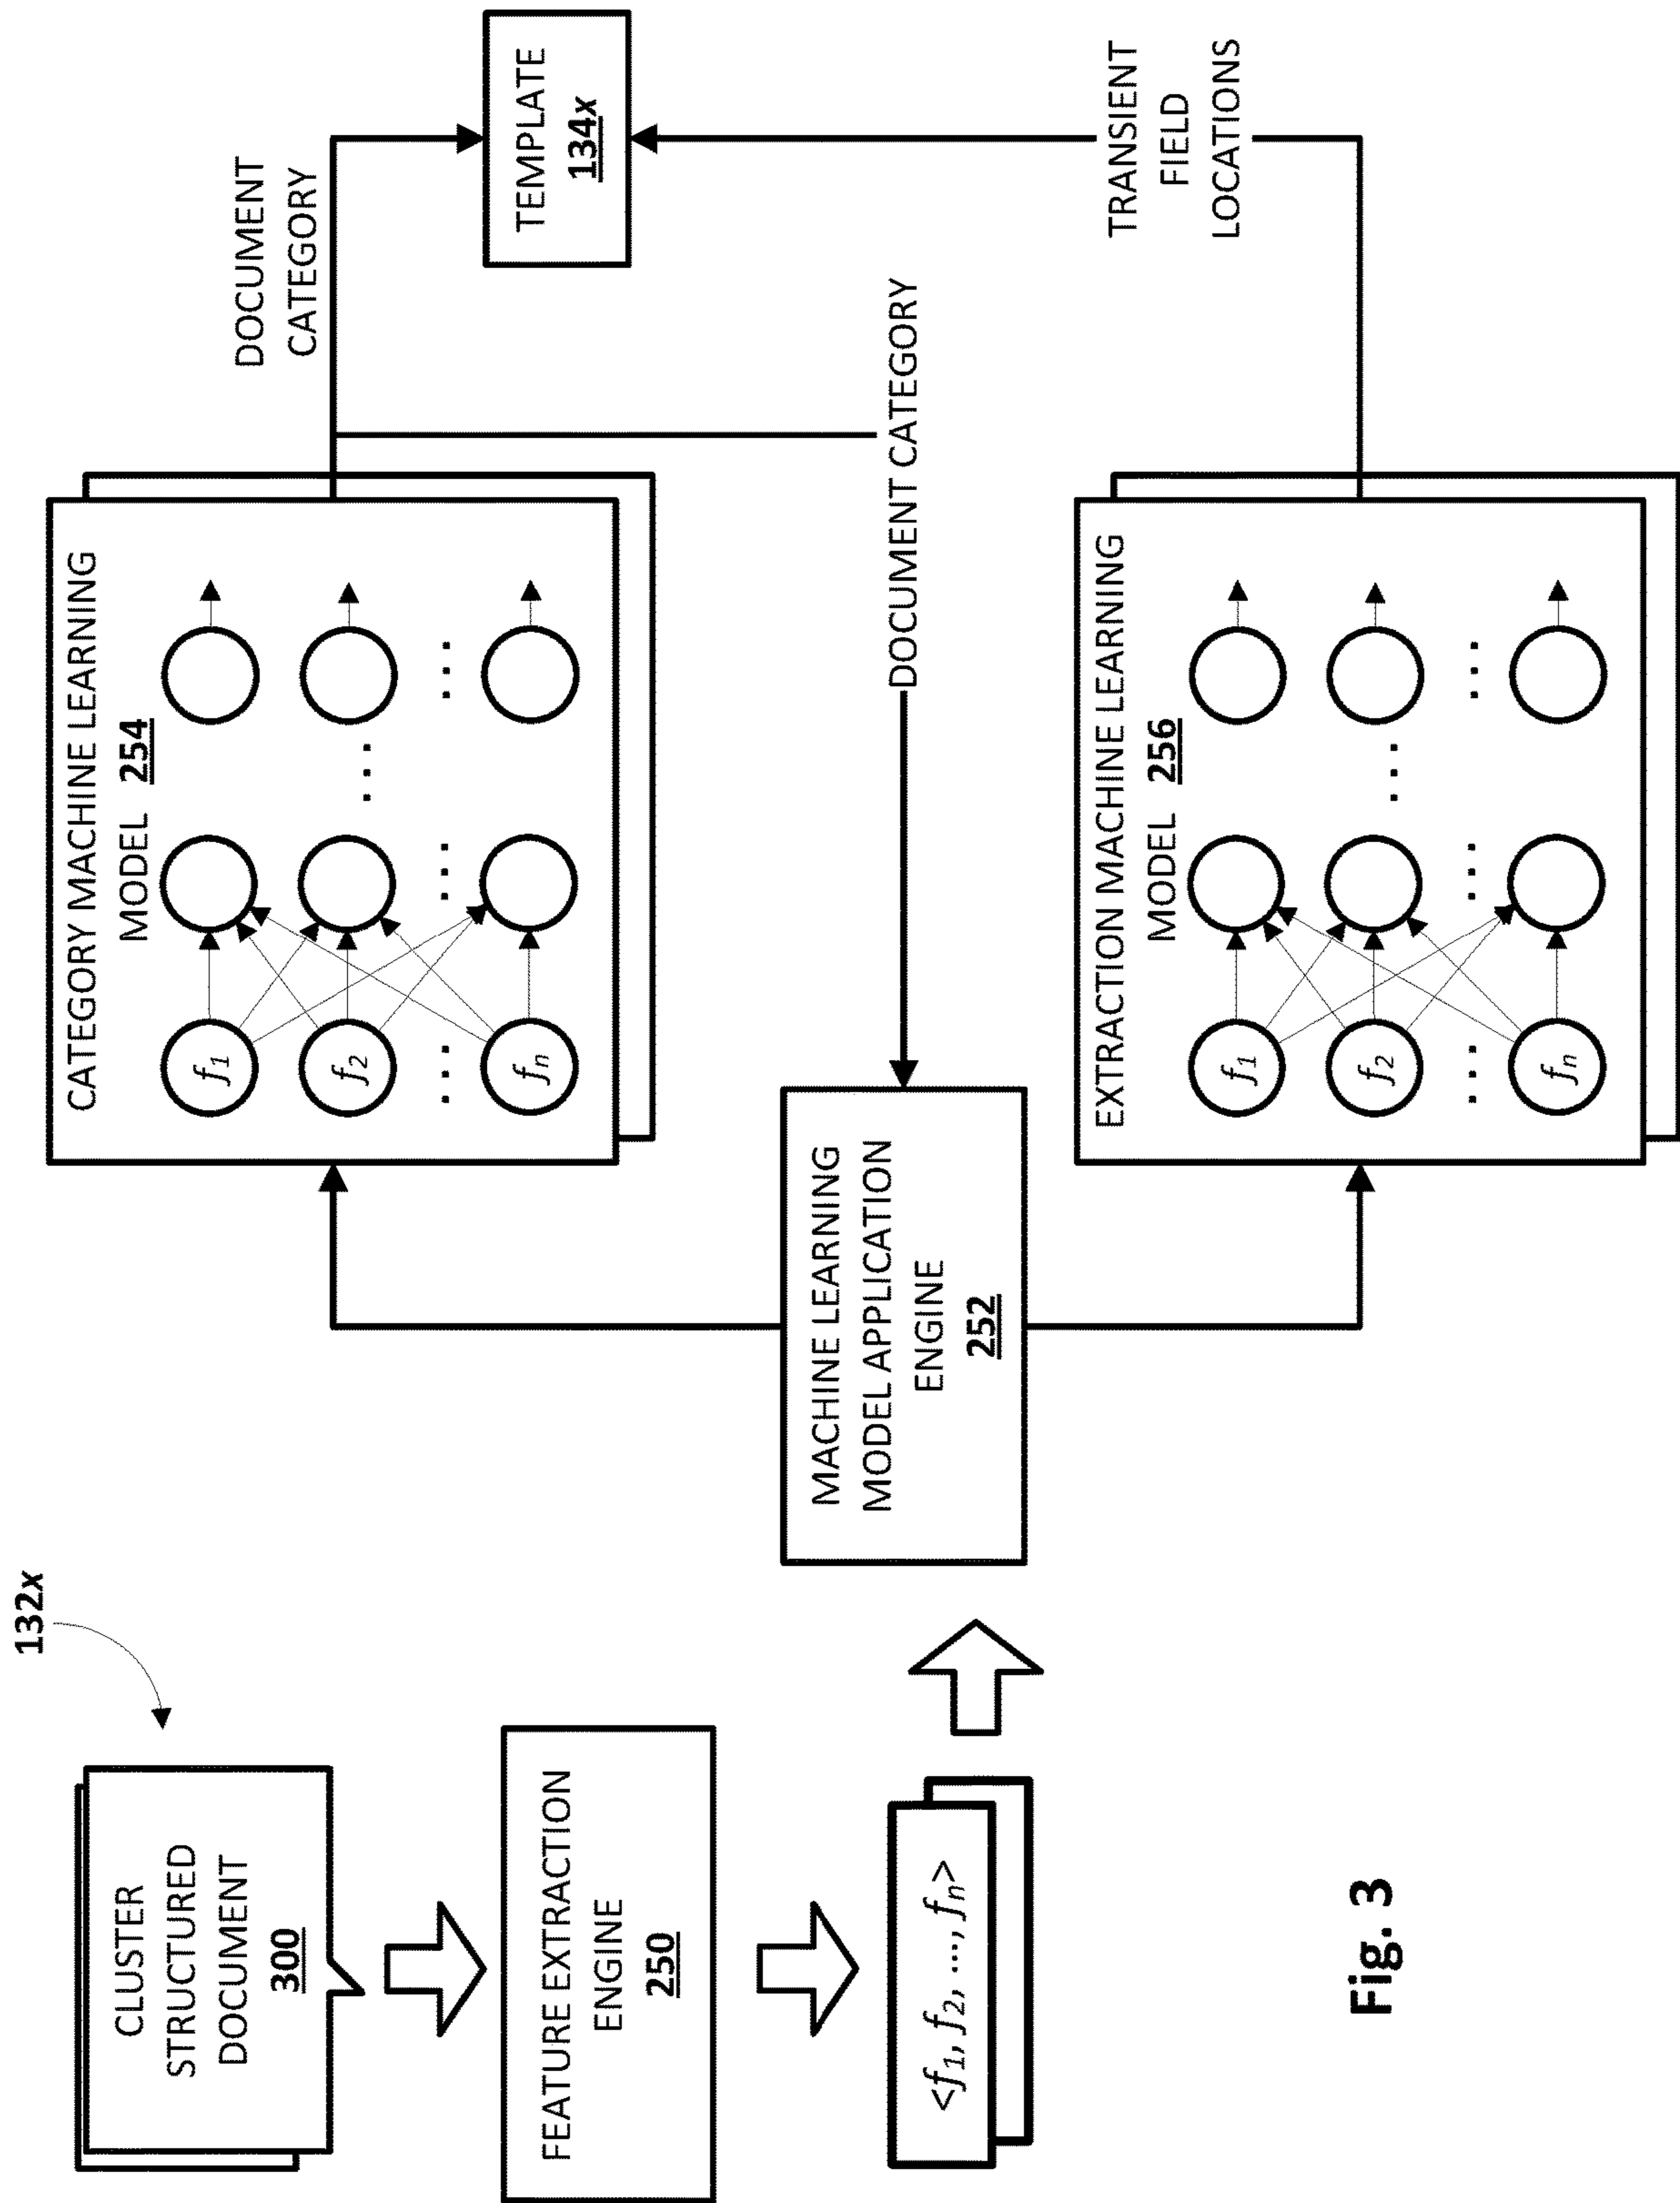 132x
CLUSTER
STRUCTURED
DOCUMENT
300
FEATURE EXTRACTION
ENGINE
250
<f1, f2, ..., fn>
MACHINE LEARNING
MODEL APPLICATION
ENGINE
252
CATEGORY MACHINE LEARNING
MODEL 254
f1
f2
...
fn
...
...
...
DOCUMENT
CATEGORY
DOCUMENT CATEGORY
TEMPLATE
134x
EXTRACTION MACHINE LEARNING
MODEL 256
f1
f2
...
fn
...
...
...
TRANSIENT
FIELD
LOCATIONS
Fig. 3